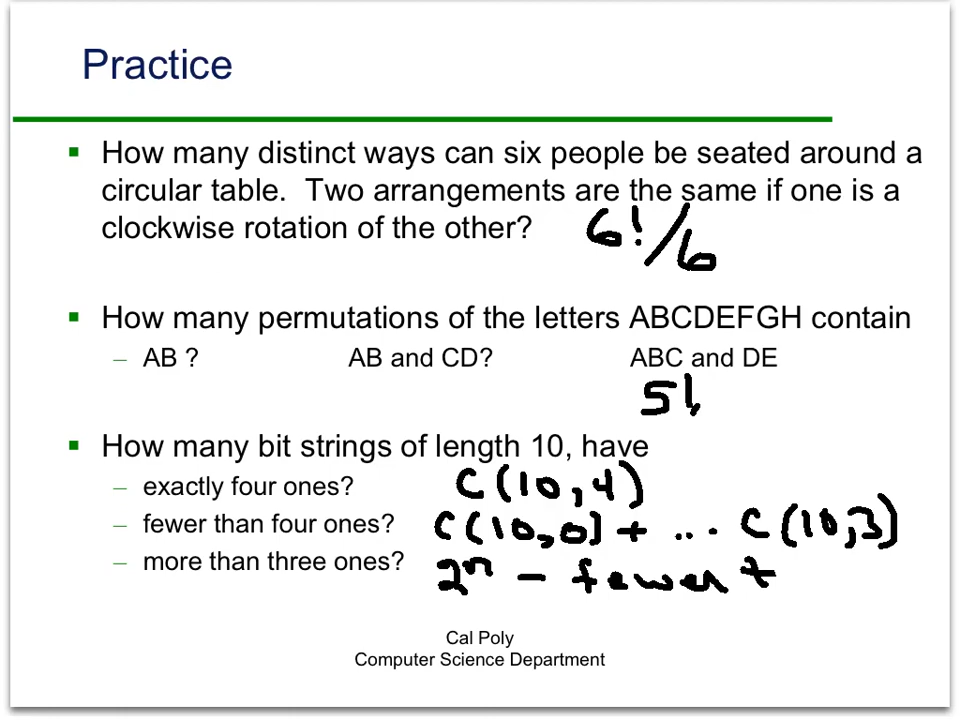 Practice
▪ How many distinct ways can six people be seated around a
circular table. Two arrangements are the same if one is a
clockwise rotation of the other? 6!/6
▪ How many permutations of the letters ABCDEFGH contain
– AB ? AB and CD? ABC and DE
5!
▪ How many bit strings of length 10, have
– exactly four ones? C(10,4)
– fewer than four ones? C(10,0) + ... C(10,3)
– more than three ones? 2^n - fewer t
Cal Poly
Computer Science Department